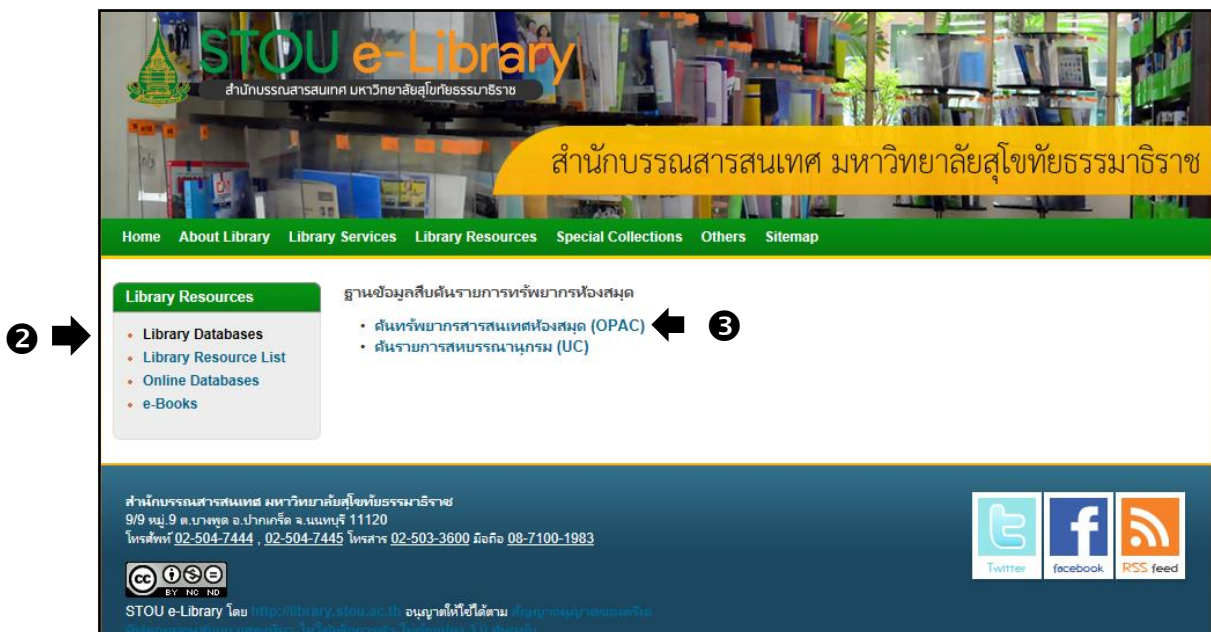 STOU e-Library
สำนักบรรณสารสนเทศ มหาวิทยาลัยสุโขทัยธรรมาธิราช
สำนักบรรณสารสนเทศ มหาวิทยาลัยสุโขทัยธรรมาธิราช
Home About Library Library Services Library Resources Special Collections Others Sitemap
Library Resources
❷
Library Databases
Library Resource List
Online Databases
e-Books
ฐานข้อมูลสืบค้นรายการทรัพยากรห้องสมุด
• ค้นทรัพยากรสารสนเทศห้องสมุด (OPAC)
❸
• ค้นรายการสหบรรณานุกรม (UC)
สำนักบรรณสารสนเทศ มหาวิทยาลัยสุโขทัยธรรมาธิราช
9/9 หมู่.9 ต.บางพูด อ.ปากเกร็ด จ.นนทบุรี 11120
โทรศัพท์ 02-504-7444 , 02-504-7445 โทรสาร 02-503-3600 มือถือ 08-7100-1983
Twitter
facebook
RSS feed
cc
BY NC ND
STOU e-Library โดย http://library.stou.ac.th อนุญาตให้ใช้ได้ตาม